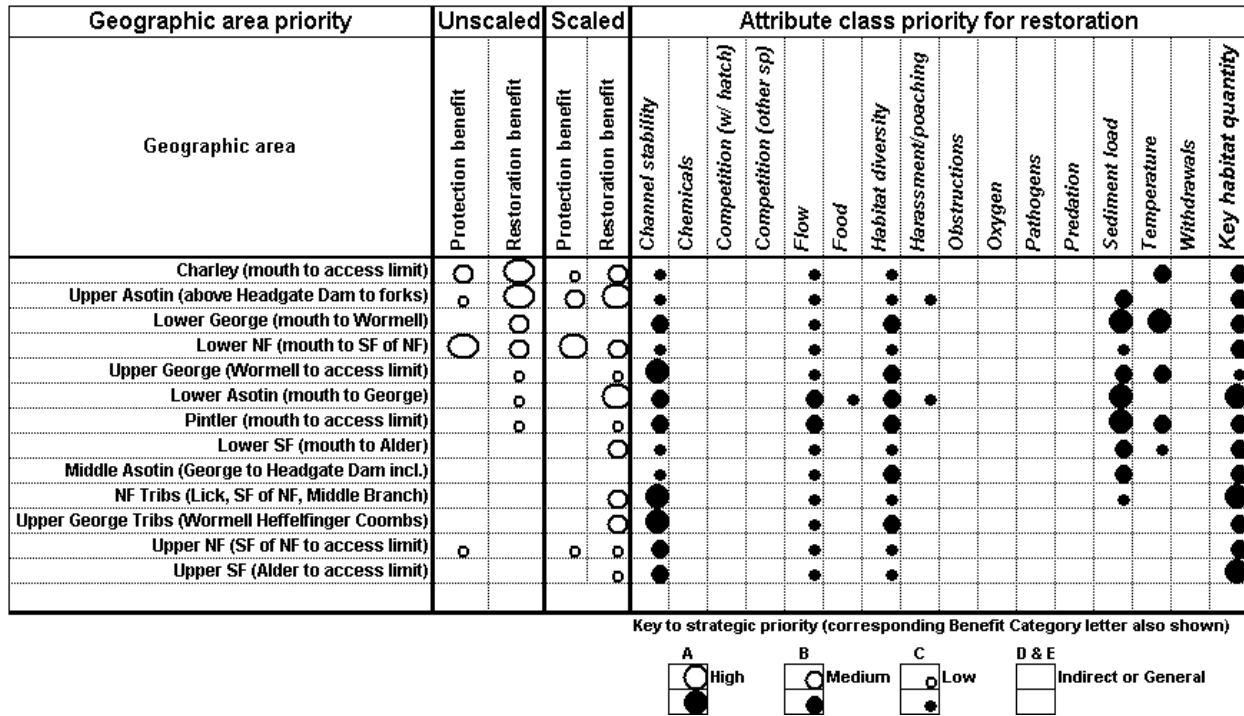 Geographic area priority Unscaled Scaled Attribute class priority for restoration
Geographic area
Protection benefit
Restoration benefit
Protection benefit
Restoration benefit
Channel stability
Chemicals
Competition (w/ hatch)
Competition (other sp)
Flow
Food
Habitat diversity
Harassment/poaching
Obstructions
Oxygen
Pathogens
Predation
Sediment load
Temperature
Withdrawals
Key habitat quantity
Charley (mouth to access limit)
Upper Asotin (above Headgate Dam to forks)
Lower George (mouth to Wormell)
Lower NF (mouth to SF of NF)
Upper George (Wormell to access limit)
Lower Asotin (mouth to George)
Pintler (mouth to access limit)
Lower SF (mouth to Alder)
Middle Asotin (George to Headgate Dam incl.)
NF Tribs (Lick, SF of NF, Middle Branch)
Upper George Tribs (Wormell Heffelfinger Coombs)
Upper NF (SF of NF to access limit)
Upper SF (Alder to access limit)
Key to strategic priority (corresponding Benefit Category letter also shown)
A B C D & E
High Medium Low Indirect or General